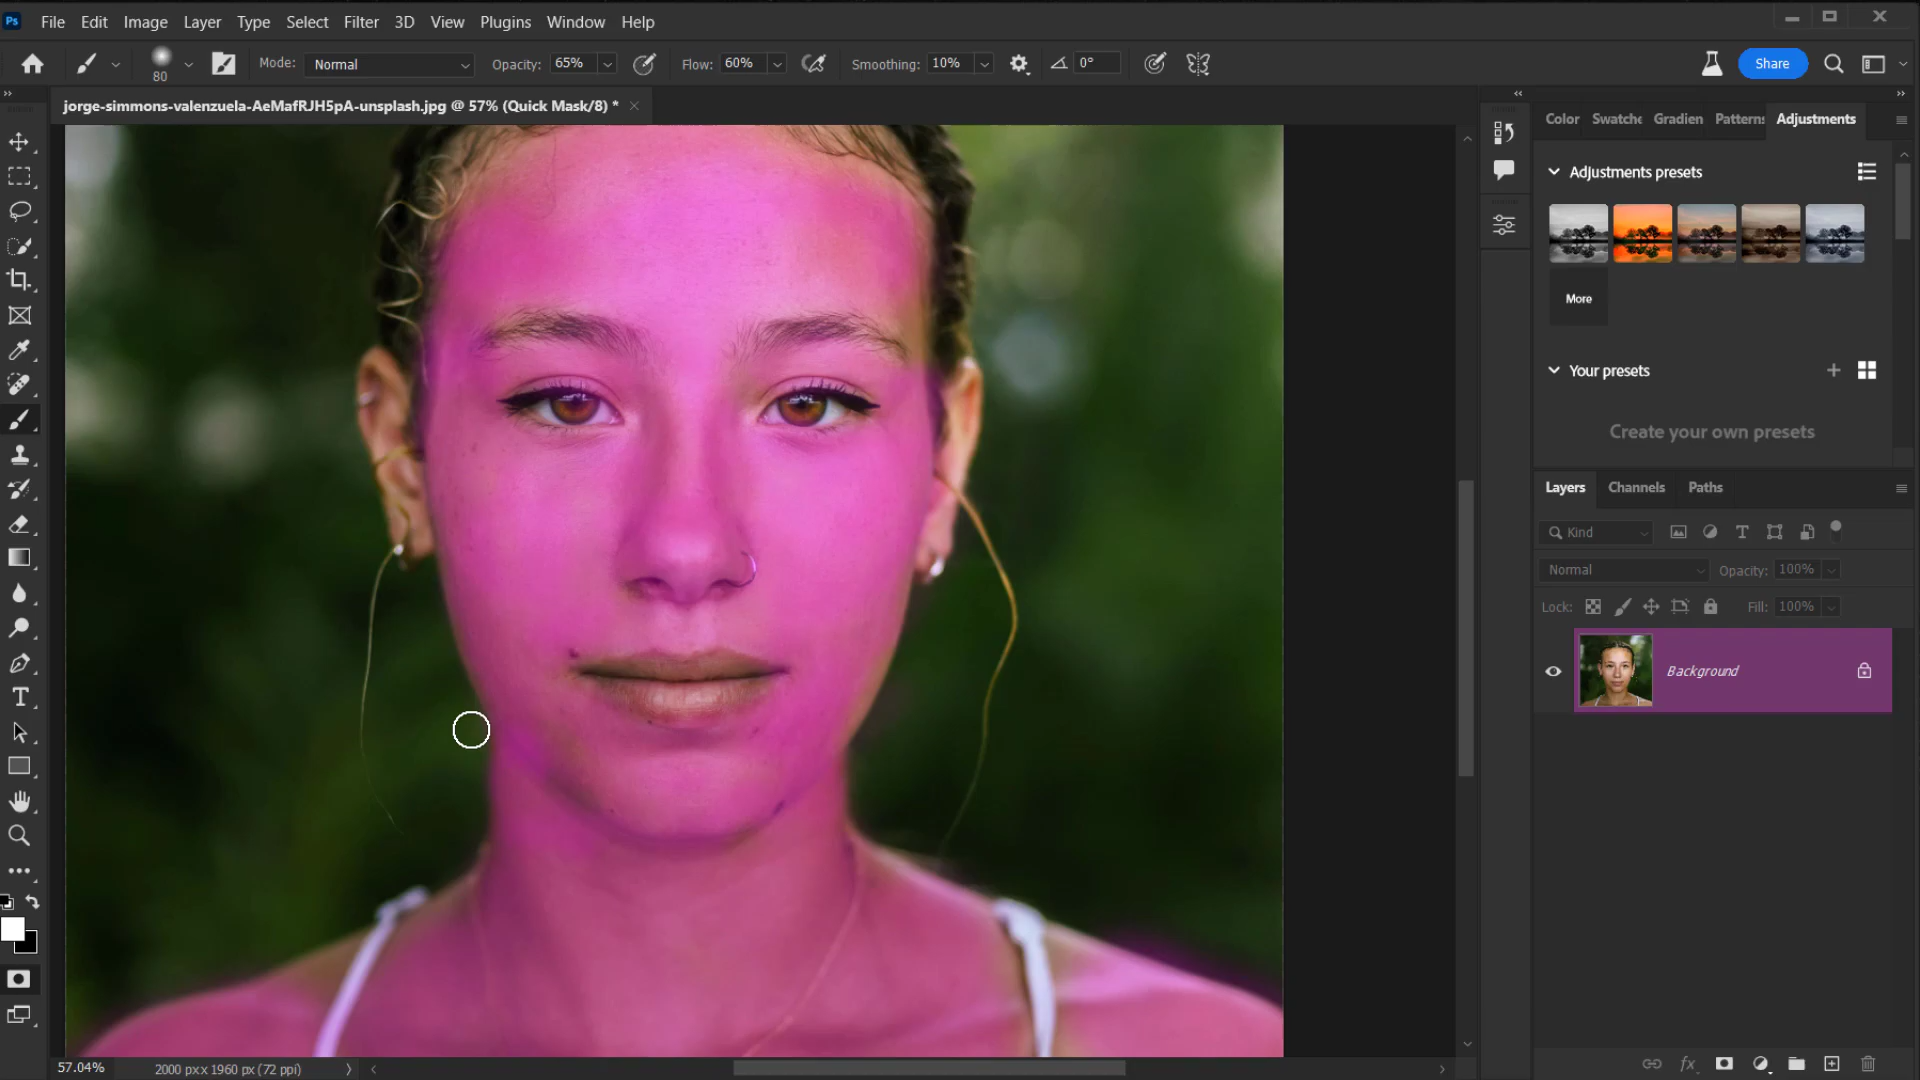 Ps File Edit Image Layer Type Select Filter 3D View Plugins Window Help
80 Mode: Normal Opacity: 65% Flow: 60% Smoothing: 10% 0° Share
jorge-simmons-valenzuela-AeMafRJH5pA-unsplash.jpg @ 57% (Quick Mask/8) *
Color Swatche Gradien Patterns Adjustments
Adjustments presets
More
Your presets
Create your own presets
Layers Channels Paths
Kind
Normal Opacity: 100%
Lock: Fill: 100%
Background
57.04% 2000 px x 1960 px (72 ppi)